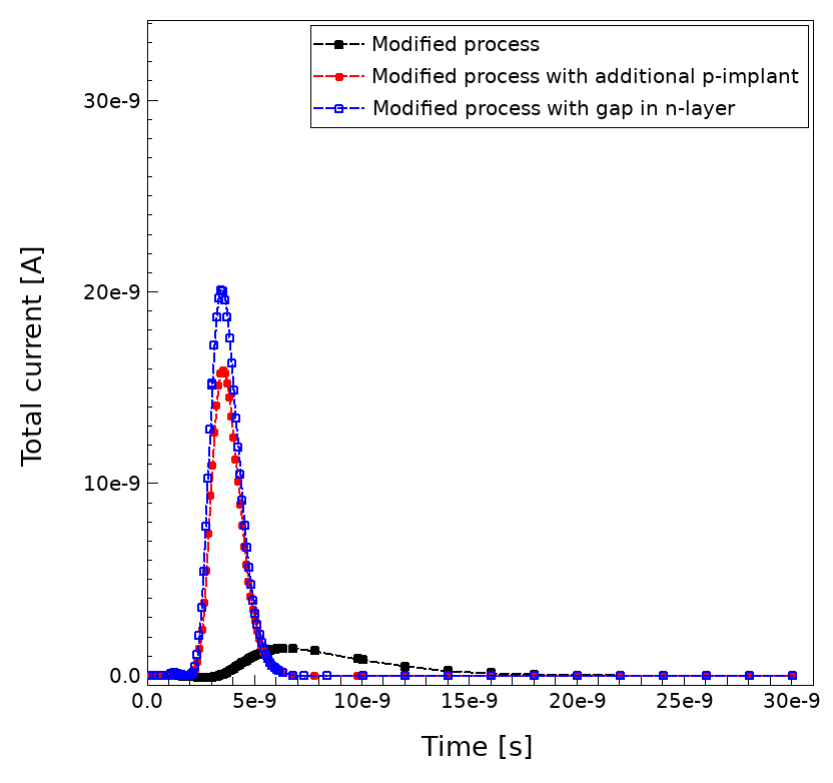 Modified process
Modified process with additional p-implant
Modified process with gap in n-layer
30e-9
20e-9
10e-9
0.0
Total current [A]
0.0 5e-9 10e-9 15e-9 20e-9 25e-9 30e-9
Time [s]